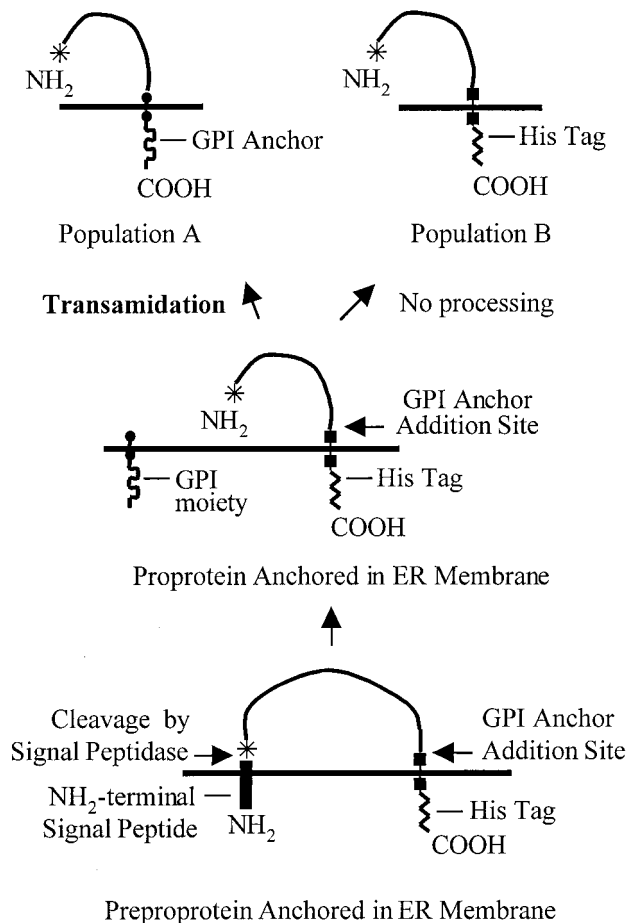 NH2
GPI Anchor
COOH
Population A
NH2
His Tag
COOH
Population B
Transamidation
No processing
NH2
GPI Anchor
Addition Site
GPI
moiety
His Tag
COOH
Proprotein Anchored in ER Membrane
Cleavage by
Signal Peptidase
GPI Anchor
Addition Site
NH2-terminal
Signal Peptide
NH2
His Tag
COOH
Preproprotein Anchored in ER Membrane